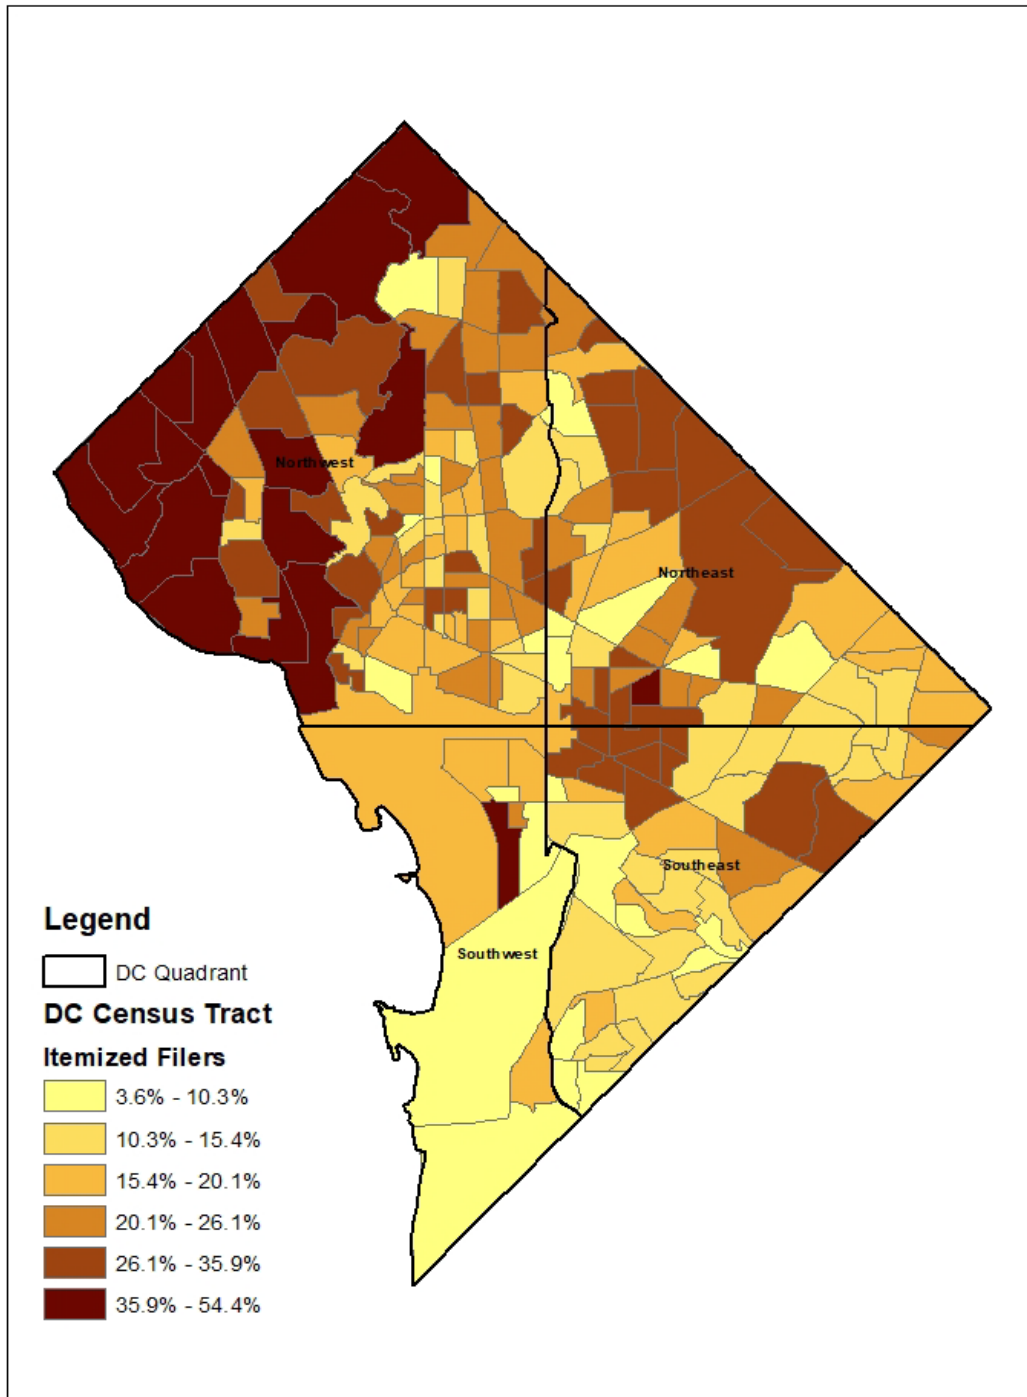 Northwest
Northeast
Southeast
Southwest
Legend
DC Quadrant
DC Census Tract
Itemized Filers
3.6% - 10.3%
10.3% - 15.4%
15.4% - 20.1%
20.1% - 26.1%
26.1% - 35.9%
35.9% - 54.4%